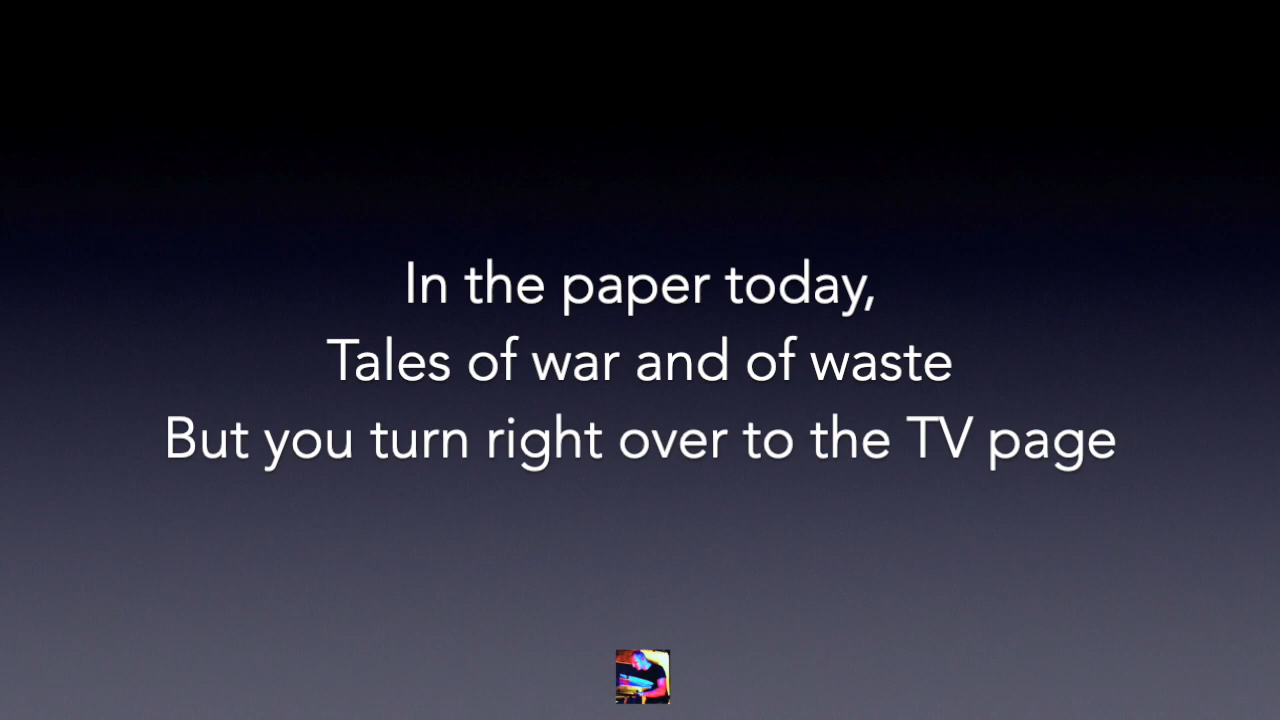 In the paper today,
Tales of war and of waste
But you turn right over to the TV page